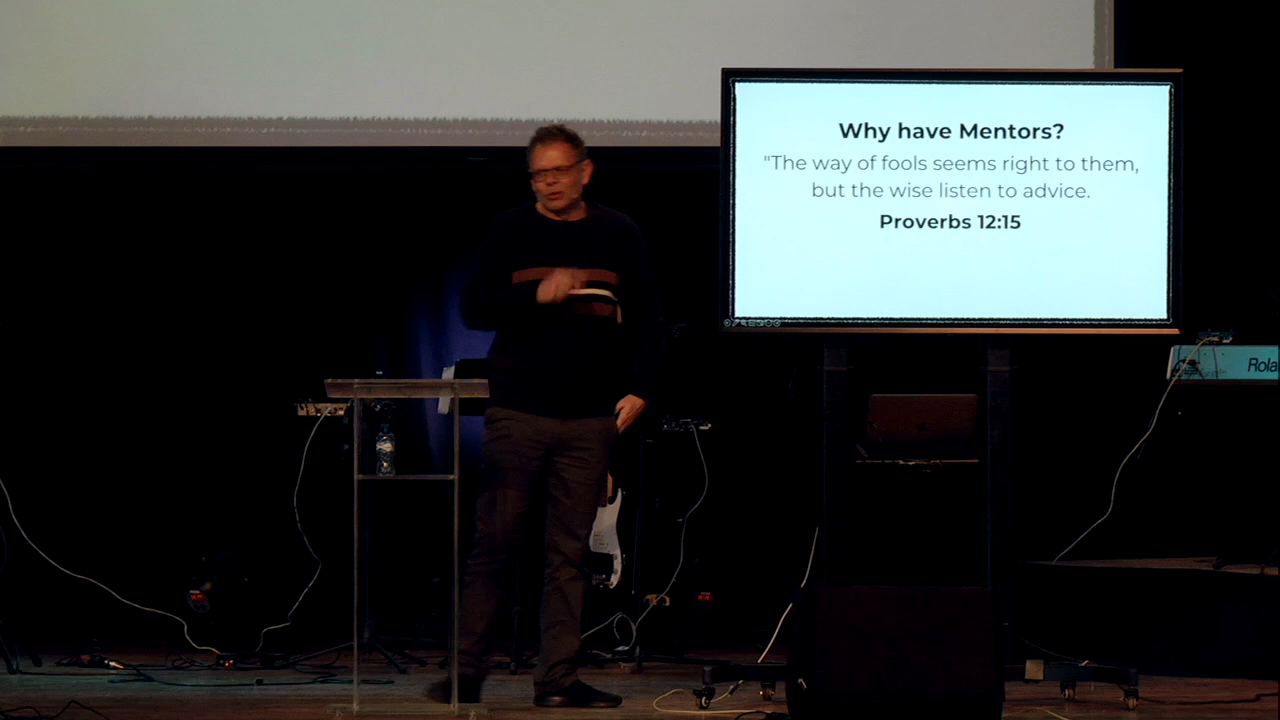 Why have Mentors?
"The way of fools seems right to them,
but the wise listen to advice.
Proverbs 12:15
Rola